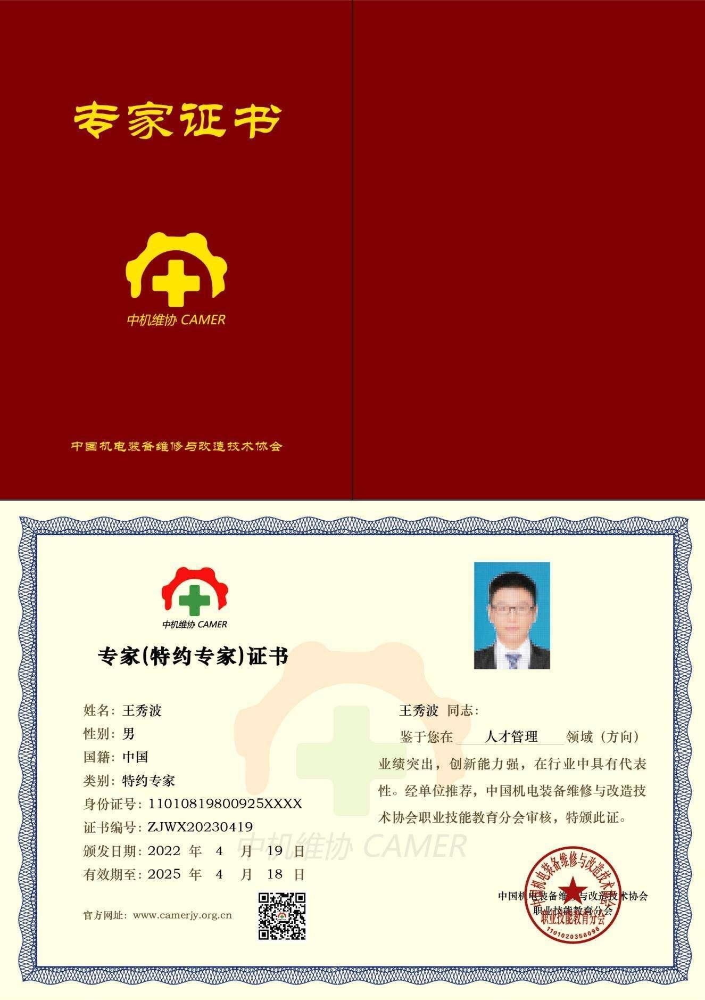 专家证书
中机维协 CAMER
中国机电装备维修与改造技术协会
中机维协 CAMER
专家(特约专家)证书
姓名：王秀波
性别：男
国籍：中国
类别：特约专家
身份证号：11010819800925XXXX
证书编号：ZJWX20230419
颁发日期：2022 年 4 月 19 日
有效期至：2025 年 4 月 18 日
官方网址：www.camerjy.org.cn
王秀波 同志：
鉴于您在 人才管理 领域（方向）
业绩突出，创新能力强，在行业中具有代表
性。经单位推荐，中国机电装备维修与改造技
术协会职业技能教育分会审核，特颁此证。
中机维协 CAMER
中国机电装备维修与改造技术协会
职业技能教育分会
中国机电装备维修与改造技术协会
职业技能教育分会
1101020356096